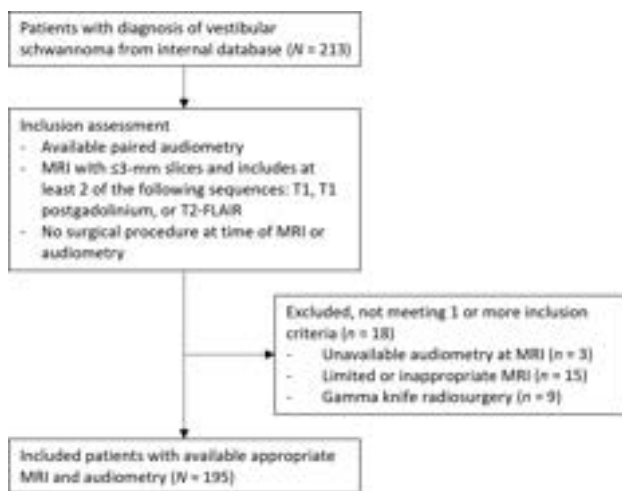 Patients with diagnosis of vestibular
schwannoma from internal database (N = 213)
Inclusion assessment
- Available paired audiometry
- MRI with ≤3-mm slices and includes at
least 2 of the following sequences: T1, T1
postgadolinium, or T2-FLAIR
- No surgical procedure at time of MRI or
audiometry
Excluded, not meeting 1 or more inclusion
criteria (n = 18)
- Unavailable audiometry at MRI (n = 3)
- Limited or inappropriate MRI (n = 15)
- Gamma knife radiosurgery (n = 9)
Included patients with available appropriate
MRI and audiometry (N = 195)